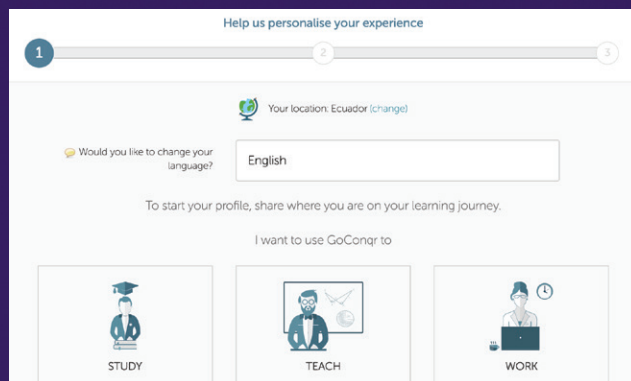 Help us personalise your experience
1
2
3
Your location: Ecuador (change)
Would you like to change your
language?
English
To start your profile, share where you are on your learning journey.
I want to use GoConqr to
STUDY
TEACH
WORK